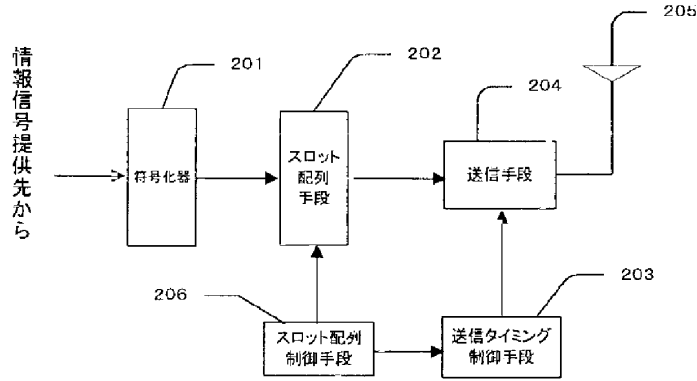 情報信号提供先から
201
202
204
205
符号化器
スロット
配列
手段
送信手段
206
203
スロット配列
制御手段
送信タイミング
制御手段